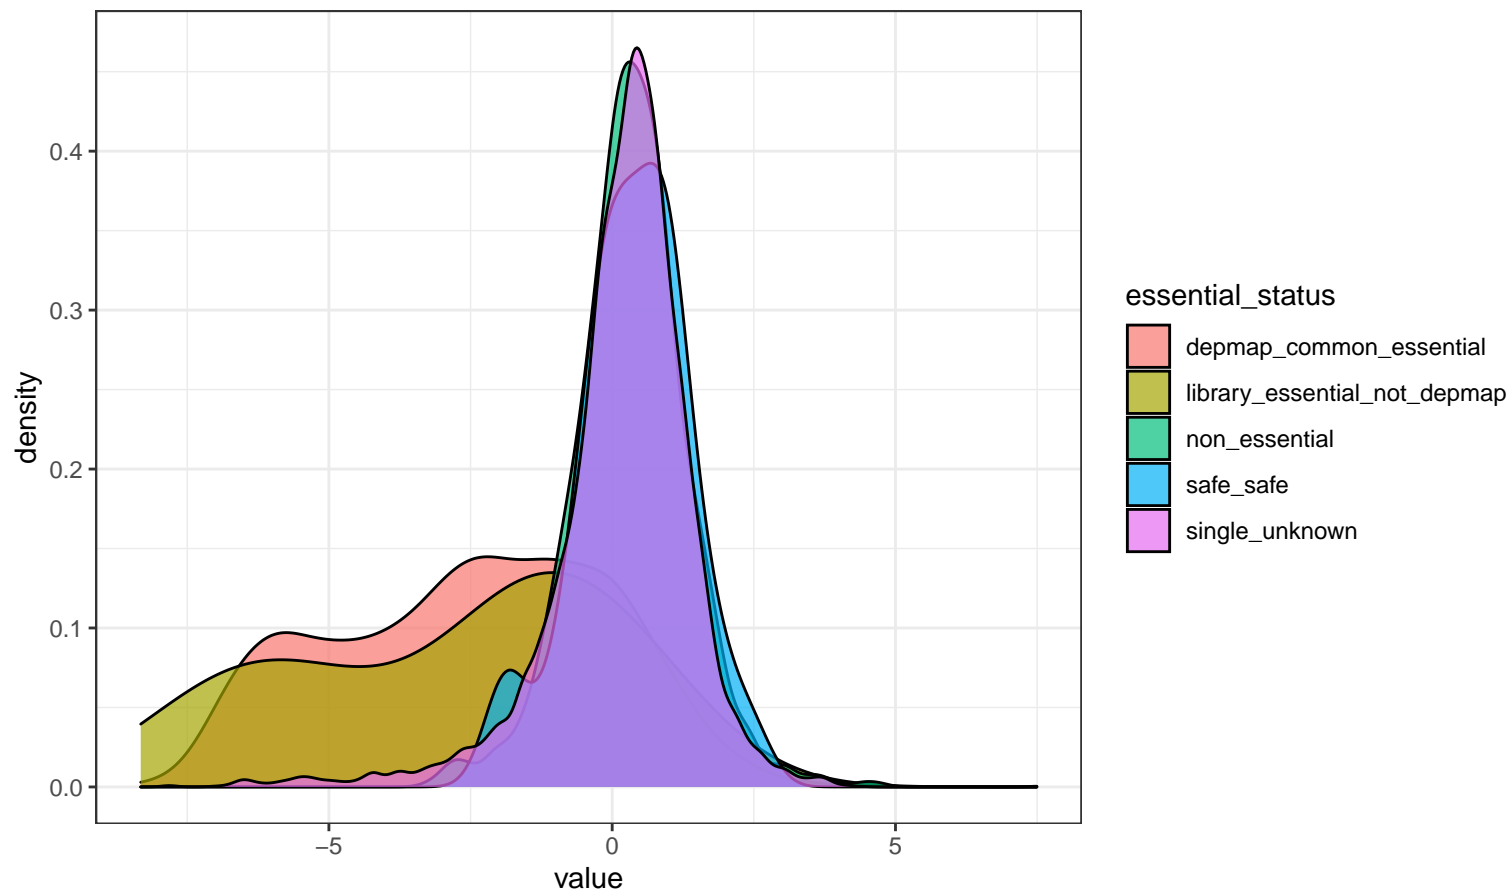 0.4
0.3
0.2
0.1
0.0
density
−5
0
5
value
essential_status
depmap_common_essential
library_essential_not_depmap
non_essential
safe_safe
single_unknown